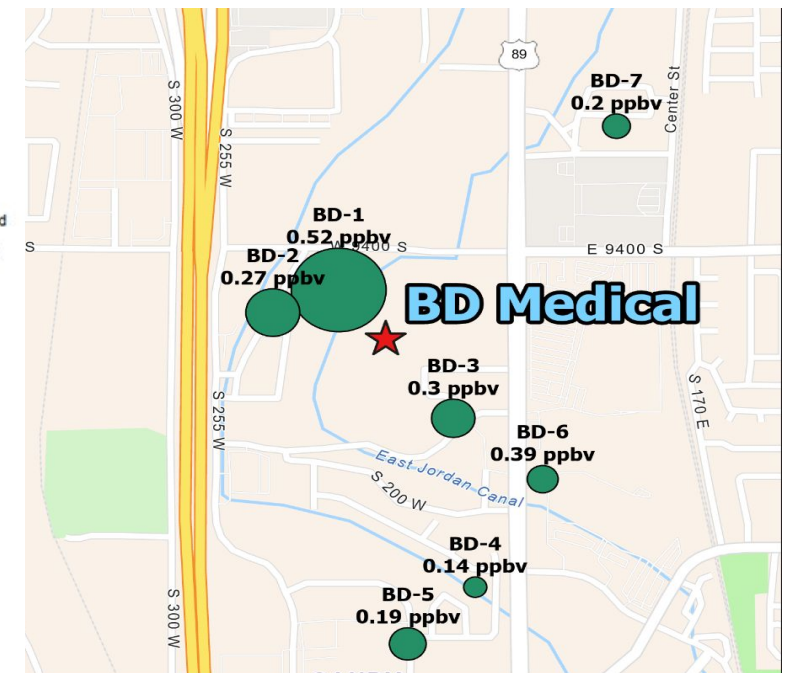 89
BD-7
0.2 ppbv
Center St
S 300 W
S 255 W
d
BD-1
0.52 ppbv
W 9400 S
S
E 9400 S
BD-2
0.27 ppbv
BD Medical
BD-3
0.3 ppbv
S 170 E
S 255 W
BD-6
0.39 ppbv
East Jordan Canal
S 200 W
BD-4
0.14 ppbv
BD-5
0.19 ppbv
S 300 W